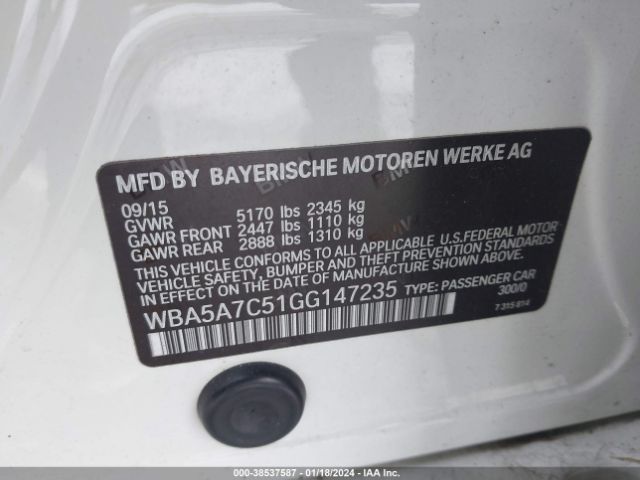 MFD BY BAYERISCHE MOTOREN WERKE AG
09/15
GVWR 5170 lbs 2345 kg
GAWR FRONT 2447 lbs 1110 kg
GAWR REAR 2888 lbs 1310 kg
THIS VEHICLE CONFORMS TO ALL APPLICABLE U.S.FEDERAL MOTOR
VEHICLE SAFETY, BUMPER AND THEFT PREVENTION STANDARDS
IN EFFECT ON THE DATE OF MANUFACTURE SHOWN ABOVE.
WBA5A7C51GG147235 TYPE: PASSENGER CAR
300/0
7 315 814
000-38537587 - 01/18/2024 - IAA Inc.